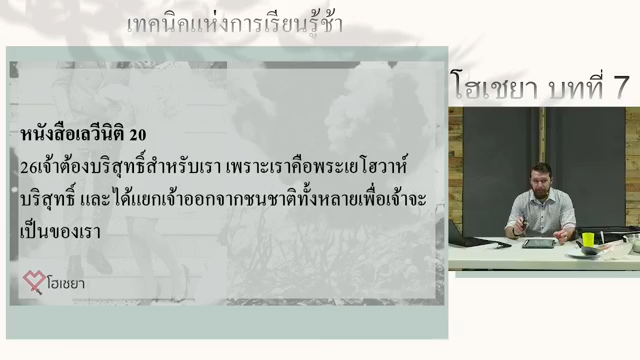 เทคนิคแห่งการเรียนรู้ช้า
โฮเชยา บทที่ 7
หนังสือเลวีนิติ 20
26เจ้าต้องบริสุทธิ์สำหรับเรา เพราะเราคือพระเยโฮวาห์
บริสุทธิ์ และได้แยกเจ้าออกจากชนชาติทั้งหลายเพื่อเจ้าจะ
เป็นของเรา
โฮเชยา